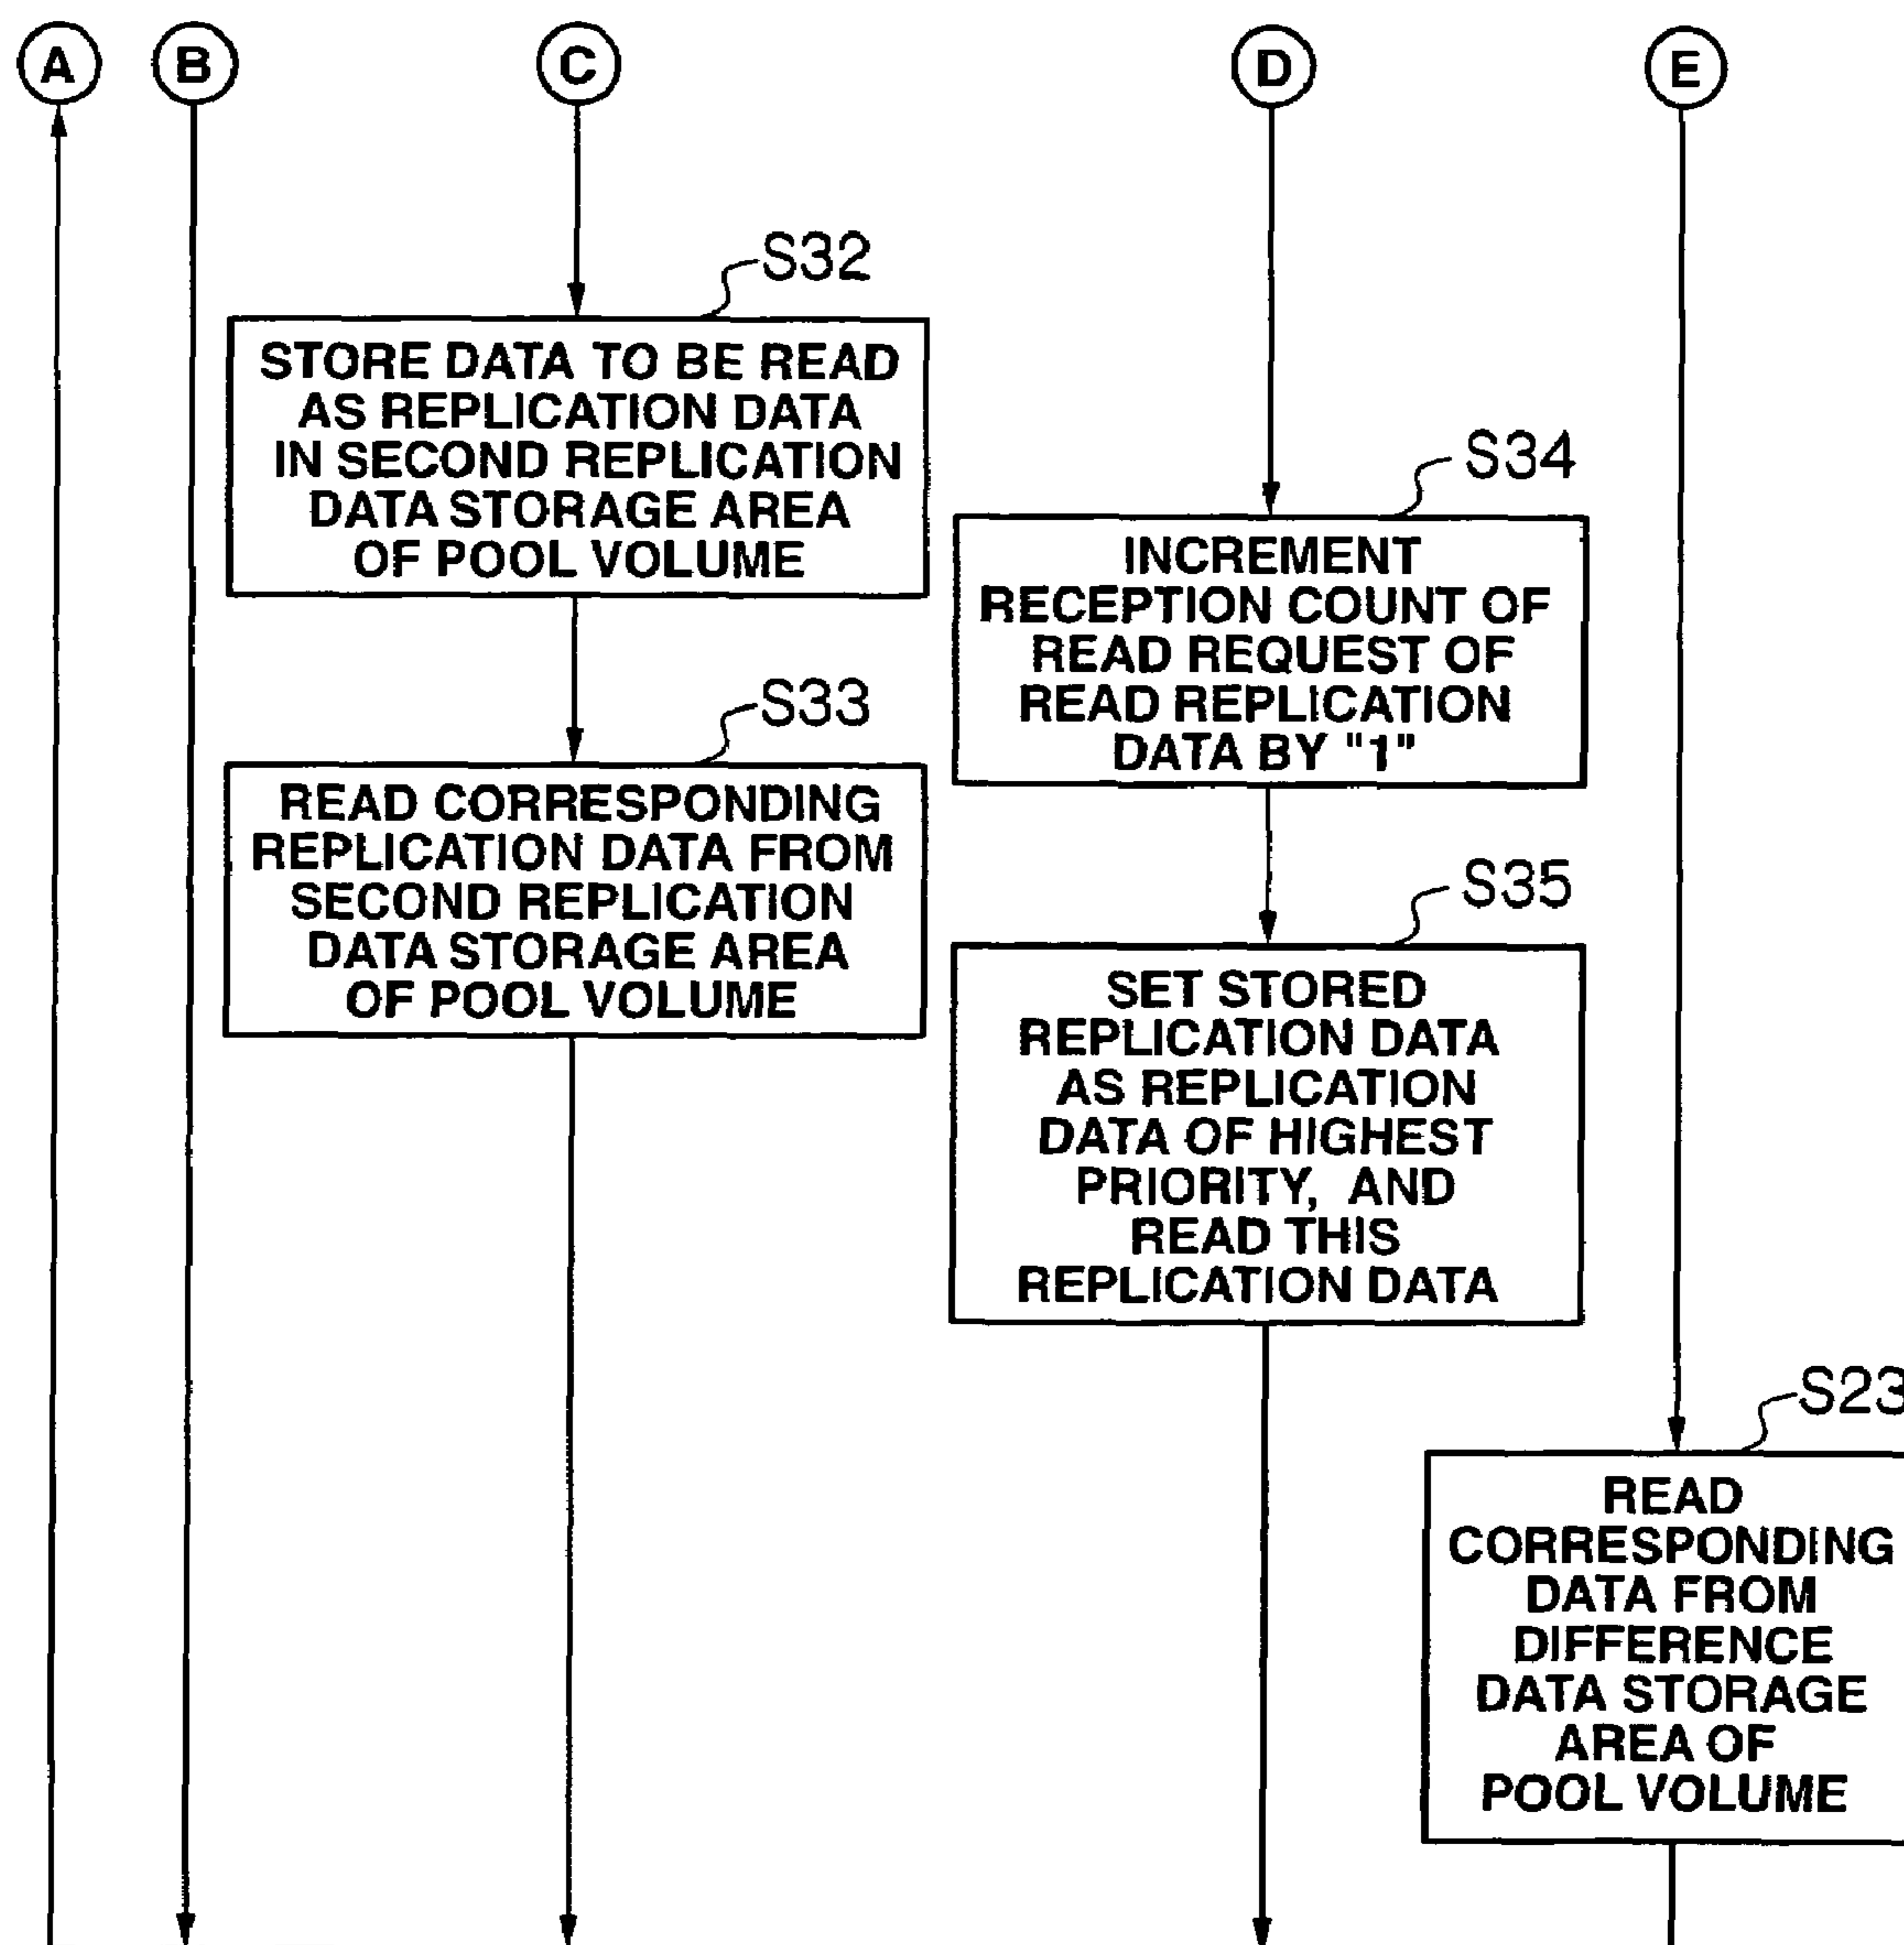 A
B
C
D
E
S32
STORE DATA TO BE READ
AS REPLICATION DATA
IN SECOND REPLICATION
DATA STORAGE AREA
OF POOL VOLUME
S33
READ CORRESPONDING
REPLICATION DATA FROM
SECOND REPLICATION
DATA STORAGE AREA
OF POOL VOLUME
S34
INCREMENT
RECEPTION COUNT OF
READ REQUEST OF
READ REPLICATION
DATA BY "1"
S35
SET STORED
REPLICATION DATA
AS REPLICATION
DATA OF HIGHEST
PRIORITY, AND
READ THIS
REPLICATION DATA
S23
READ
CORRESPONDING
DATA FROM
DIFFERENCE
DATA STORAGE
AREA OF
POOL VOLUME